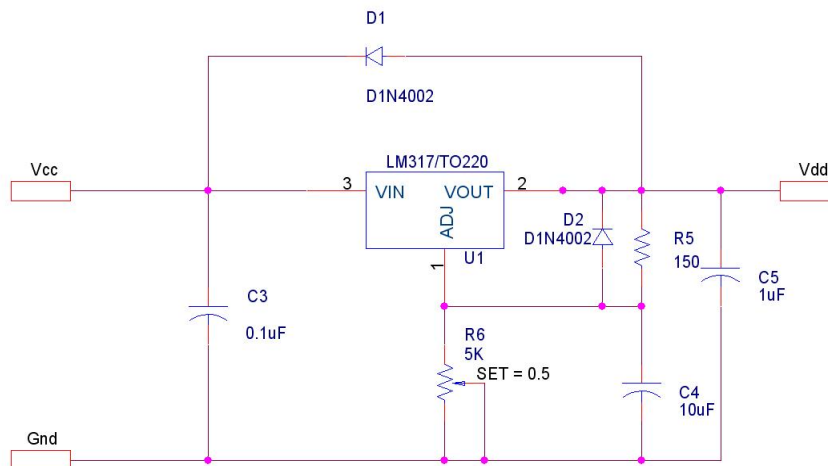 D1
D1N4002
LM317/TO220
Vcc
Vdd
3
VIN
VOUT
2
ADJ
D2
D1N4002
R5
150
U1
1
C5
1uF
C3
0.1uF
R6
5K
SET = 0.5
C4
10uF
Gnd